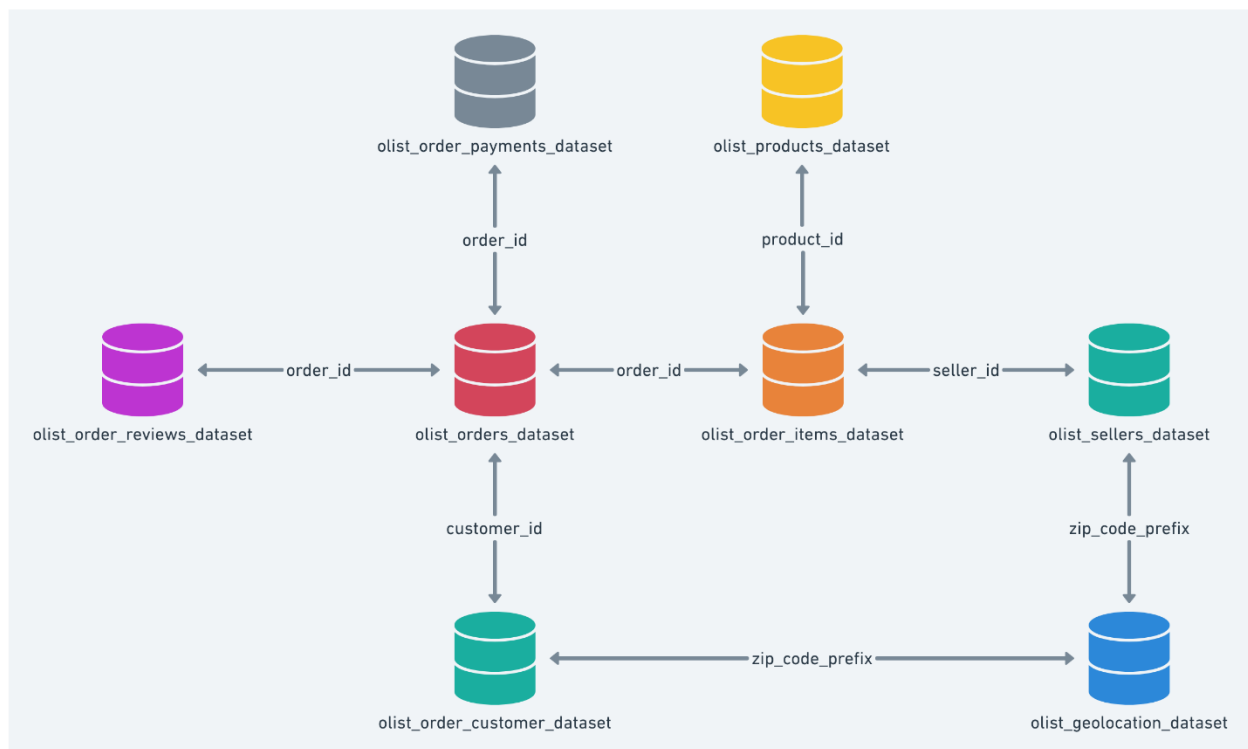 olist_order_payments_dataset
olist_products_dataset
order_id
product_id
order_id
order_id
seller_id
olist_order_reviews_dataset
olist_orders_dataset
olist_order_items_dataset
olist_sellers_dataset
customer_id
zip_code_prefix
zip_code_prefix
olist_order_customer_dataset
olist_geolocation_dataset